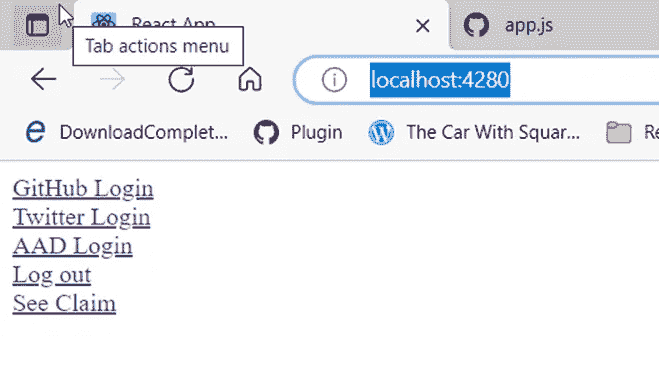 React App
app.js
Tab actions menu
localhost:4280
DownloadComplet...
Plugin
The Car With Squar...
Re
GitHub Login
Twitter Login
AAD Login
Log out
See Claim